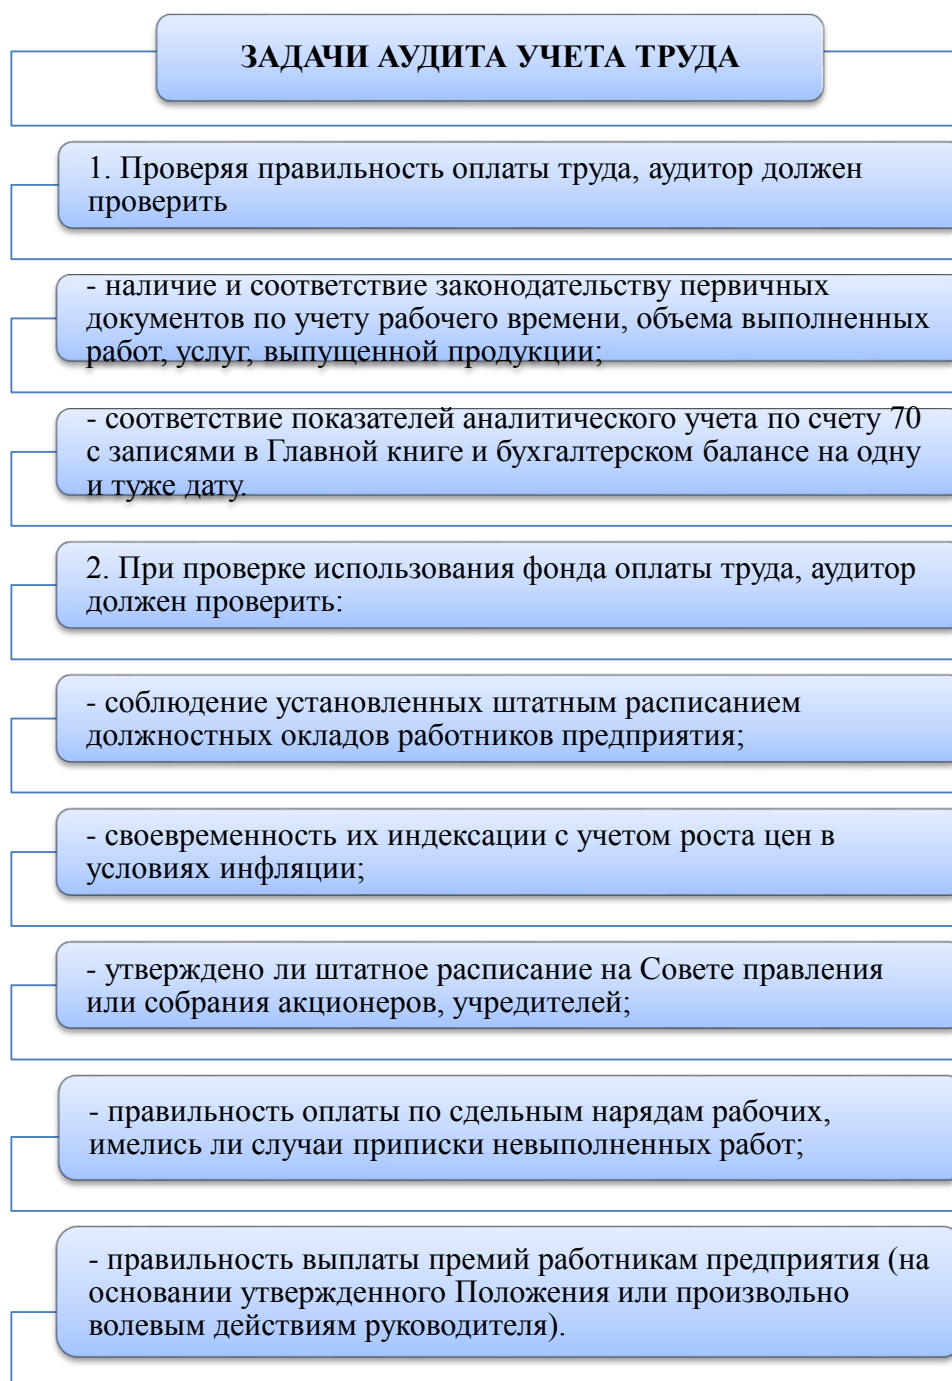 ЗАДАЧИ АУДИТА УЧЕТА ТРУДА
1. Проверяя правильность оплаты труда, аудитор должен
проверить
- наличие и соответствие законодательству первичных
документов по учету рабочего времени, объема выполненных
работ, услуг, выпущенной продукции;
- соответствие показателей аналитического учета по счету 70
с записями в Главной книге и бухгалтерском балансе на одну
и туже дату.
2. При проверке использования фонда оплаты труда, аудитор
должен проверить:
- соблюдение установленных штатным расписанием
должностных окладов работников предприятия;
- своевременность их индексации с учетом роста цен в
условиях инфляции;
- утверждено ли штатное расписание на Совете правления
или собрания акционеров, учредителей;
- правильность оплаты по сдельным нарядам рабочих,
имелись ли случаи приписки невыполненных работ;
- правильность выплаты премий работникам предприятия (на
основании утвержденного Положения или произвольно
волевым действиям руководителя).